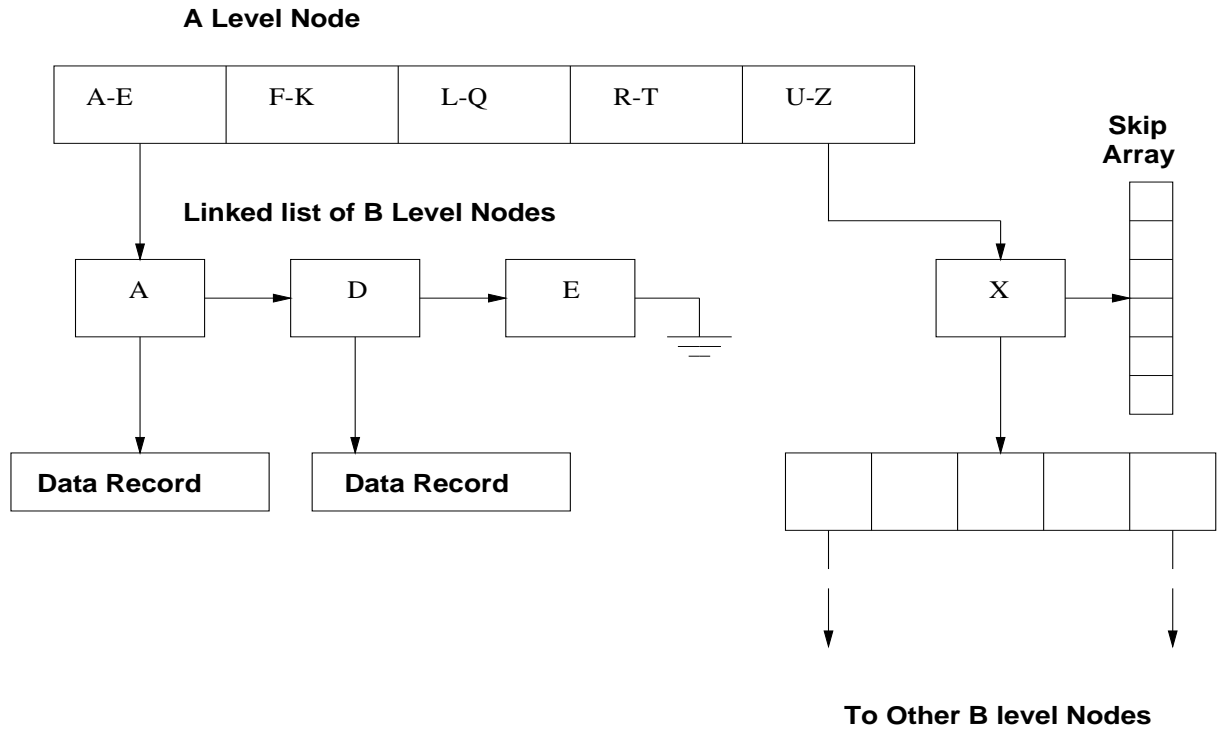 A Level Node
A-E F-K L-Q R-T U-Z
Skip
Array
Linked list of B Level Nodes
A D E X
Data Record Data Record
To Other B level Nodes